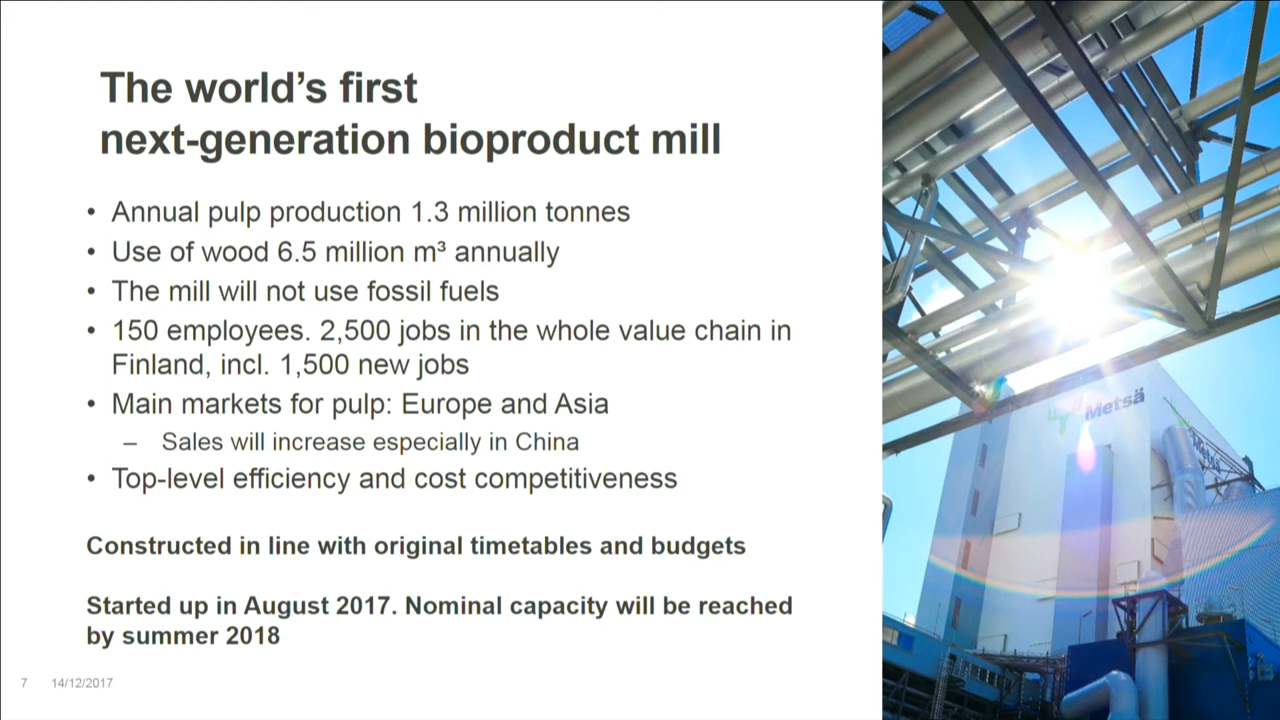 The world's first
next-generation bioproduct mill
• Annual pulp production 1.3 million tonnes
• Use of wood 6.5 million m³ annually
• The mill will not use fossil fuels
• 150 employees. 2,500 jobs in the whole value chain in
Finland, incl. 1,500 new jobs
• Main markets for pulp: Europe and Asia
– Sales will increase especially in China
• Top-level efficiency and cost competitiveness
Constructed in line with original timetables and budgets
Started up in August 2017. Nominal capacity will be reached
by summer 2018
7 14/12/2017
Metsä
Metsä